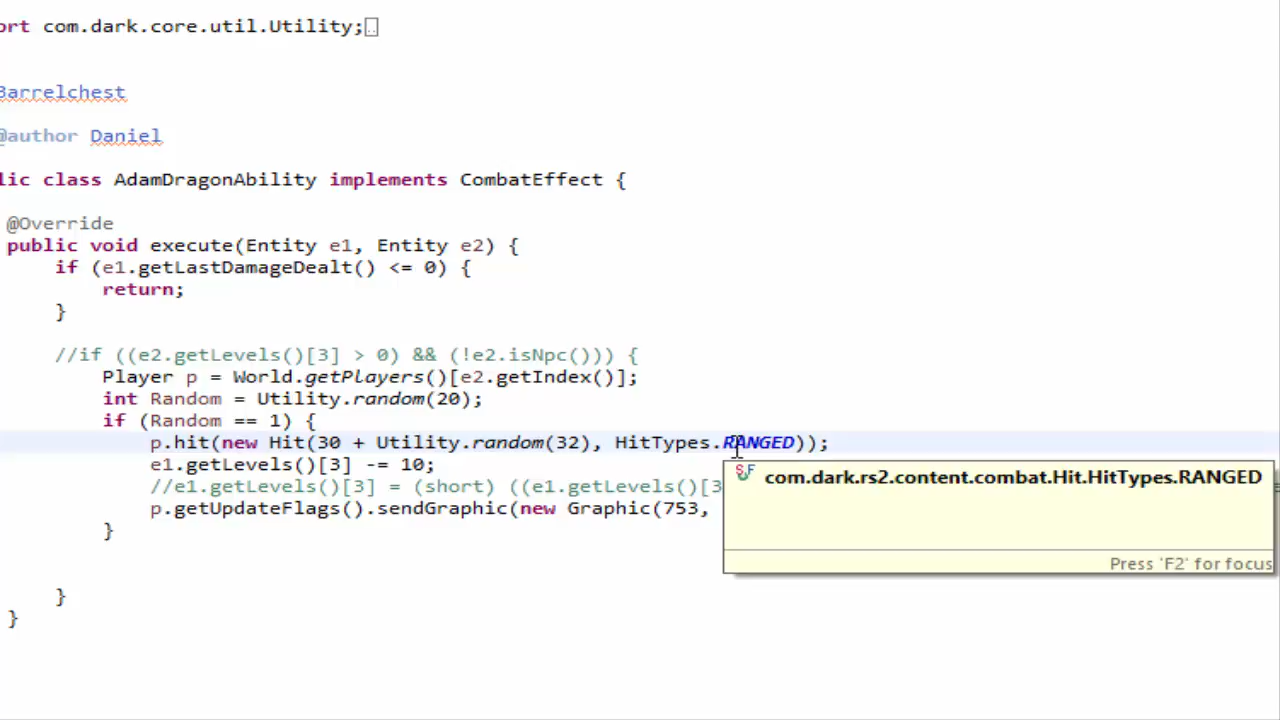 ort com.dark.core.util.Utility;
Barrelchest
@author Daniel
lic class AdamDragonAbility implements CombatEffect {
@Override
public void execute(Entity e1, Entity e2) {
if (e1.getLastDamageDealt() <= 0) {
return;
}
//if ((e2.getLevels()[3] > 0) && (!e2.isNpc())) {
Player p = World.getPlayers()[e2.getIndex()];
int Random = Utility.random(20);
if (Random == 1) {
p.hit(new Hit(30 + Utility.random(32), HitTypes.RANGED));
e1.getLevels()[3] -= 10;
com.dark.rs2.content.combat.Hit.HitTypes.RANGED
//e1.getLevels()[3] = (short) ((e1.getLevels()[3
p.getUpdateFlags().sendGraphic(new Graphic(753,
}
Press 'F2' for focus
}
}